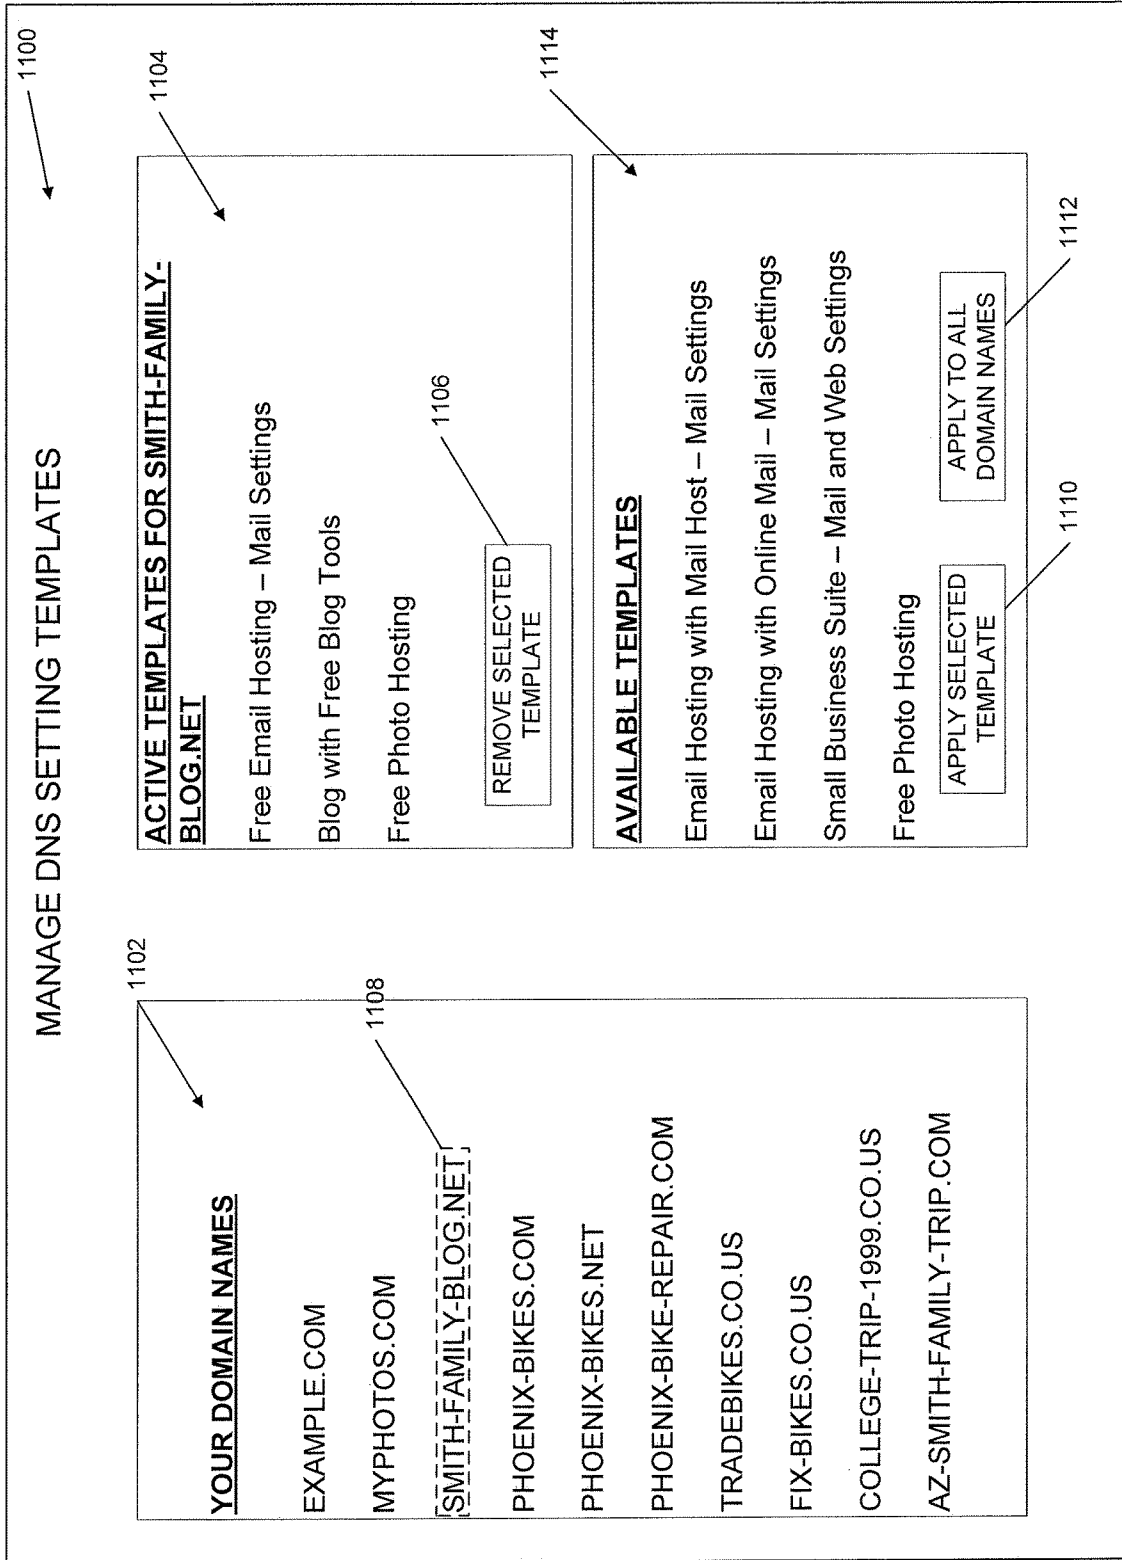 MANAGE DNS SETTING TEMPLATES
1100
1102
YOUR DOMAIN NAMES
EXAMPLE.COM
MYPHOTOS.COM
1108
SMITH-FAMILY-BLOG.NET
PHOENIX-BIKES.COM
PHOENIX-BIKES.NET
PHOENIX-BIKE-REPAIR.COM
TRADEBIKES.CO.US
FIX-BIKES.CO.US
COLLEGE-TRIP-1999.CO.US
AZ-SMITH-FAMILY-TRIP.COM
1104
ACTIVE TEMPLATES FOR SMITH-FAMILY-
BLOG.NET
Free Email Hosting – Mail Settings
Blog with Free Blog Tools
Free Photo Hosting
1106
REMOVE SELECTED
TEMPLATE
1114
AVAILABLE TEMPLATES
Email Hosting with Mail Host – Mail Settings
Email Hosting with Online Mail – Mail Settings
Small Business Suite – Mail and Web Settings
Free Photo Hosting
APPLY SELECTED
TEMPLATE
1110
APPLY TO ALL
DOMAIN NAMES
1112